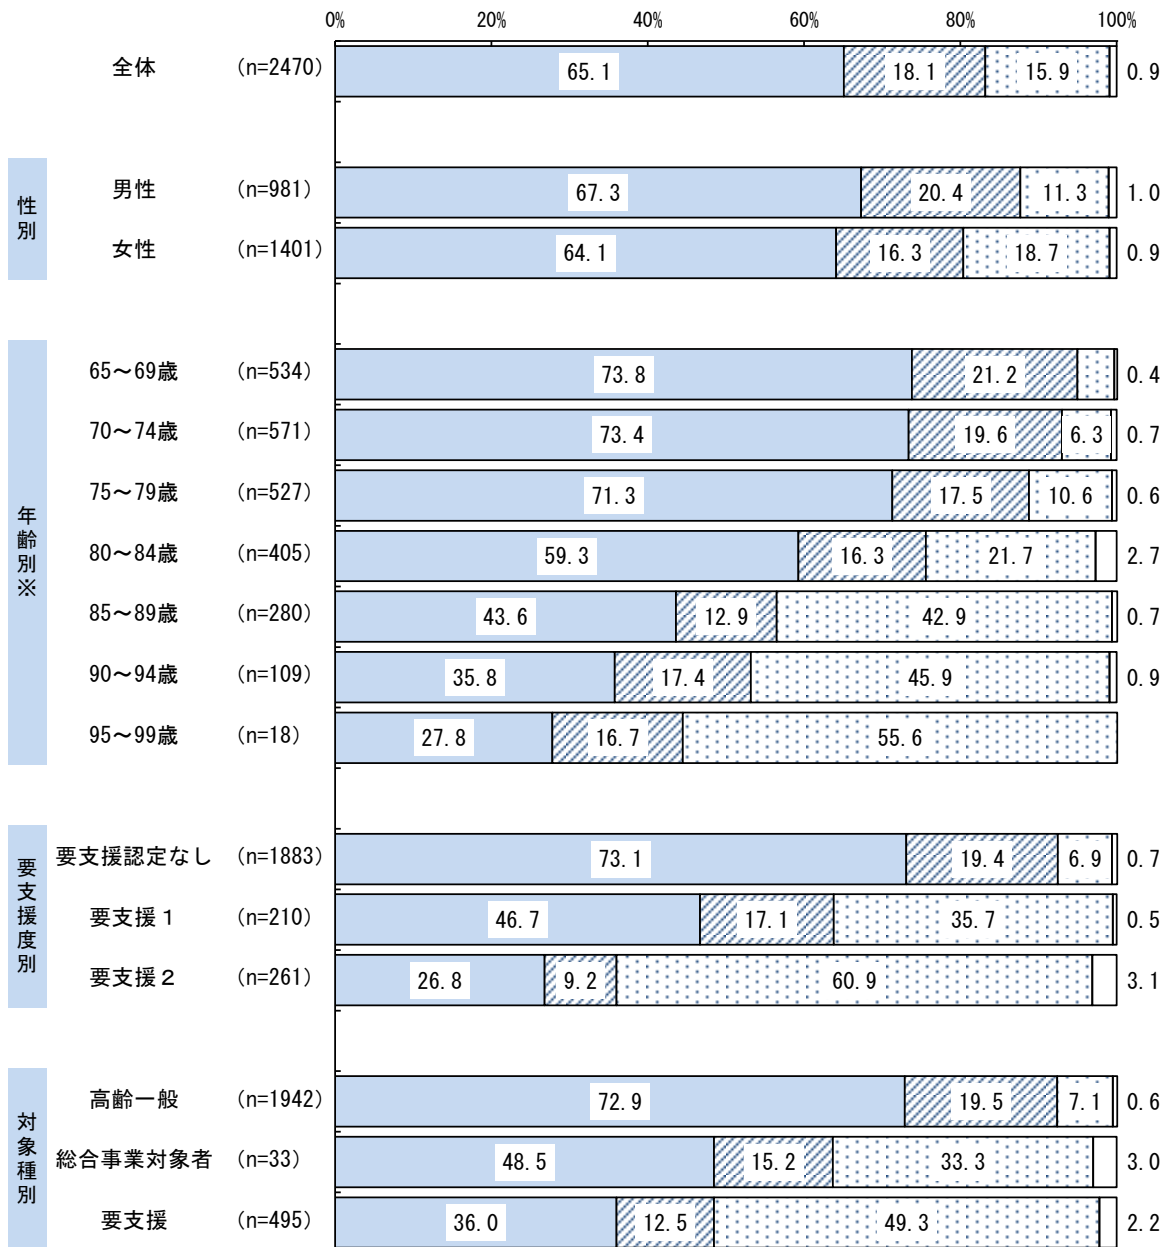 0% 20% 40% 60% 80% 100%
全体 (n=2470) 65.1 18.1 15.9 0.9
性別
男性 (n=981) 67.3 20.4 11.3 1.0
女性 (n=1401) 64.1 16.3 18.7 0.9
年齢別※
65～69歳 (n=534) 73.8 21.2 0.4
70～74歳 (n=571) 73.4 19.6 6.3 0.7
75～79歳 (n=527) 71.3 17.5 10.6 0.6
80～84歳 (n=405) 59.3 16.3 21.7 2.7
85～89歳 (n=280) 43.6 12.9 42.9 0.7
90～94歳 (n=109) 35.8 17.4 45.9 0.9
95～99歳 (n=18) 27.8 16.7 55.6
要支援度別
要支援認定なし (n=1883) 73.1 19.4 6.9 0.7
要支援１ (n=210) 46.7 17.1 35.7 0.5
要支援２ (n=261) 26.8 9.2 60.9 3.1
対象種別
高齢一般 (n=1942) 72.9 19.5 7.1 0.6
総合事業対象者 (n=33) 48.5 15.2 33.3 3.0
要支援 (n=495) 36.0 12.5 49.3 2.2